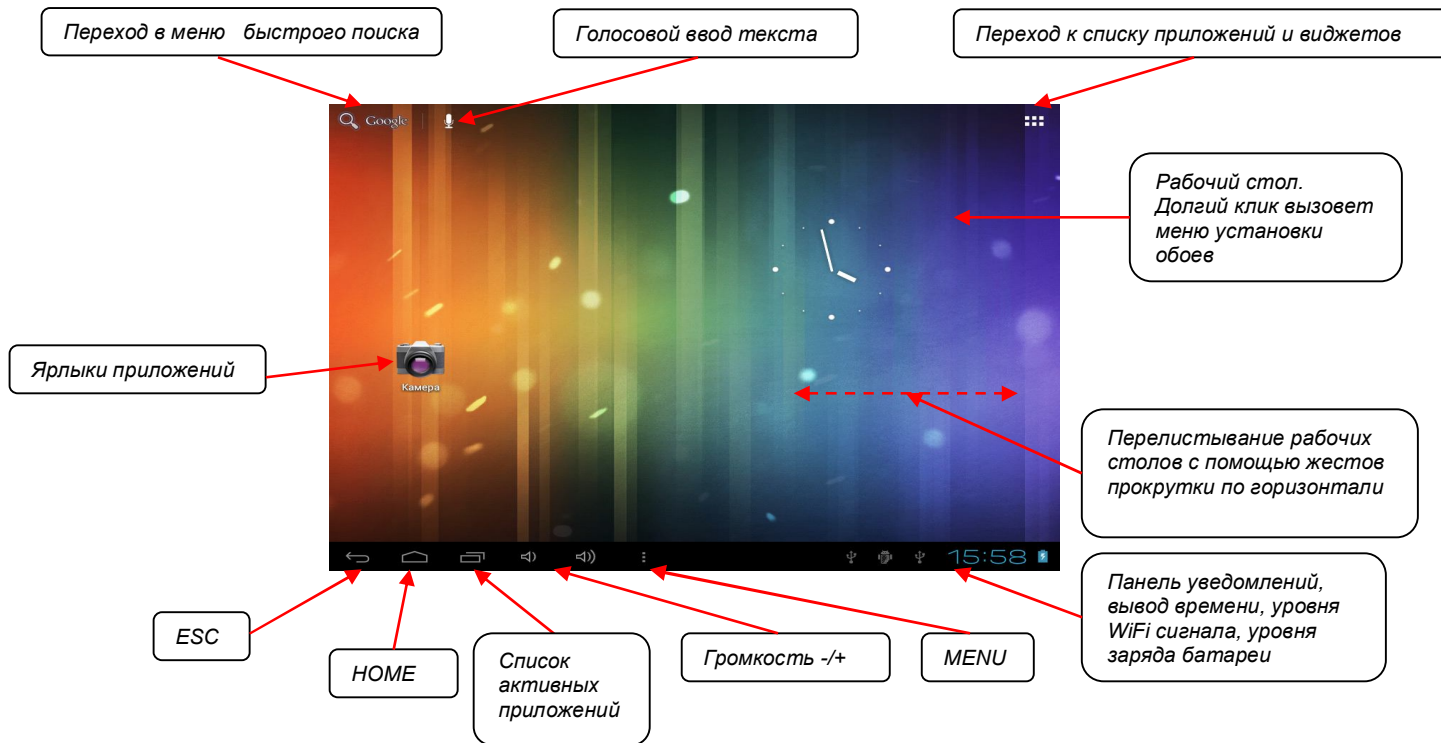 Переход в меню быстрого поиска
Голосовой ввод текста
Переход к списку приложений и виджетов
Google
Рабочий стол.
Долгий клик вызовет
меню установки
обоев
Ярлыки приложений
Камера
Перелистывание рабочих
столов с помощью жестов
прокрутки по горизонтали
15:58
Панель уведомлений,
вывод времени, уровня
WiFi сигнала, уровня
заряда батареи
ESC
HOME
Список
активных
приложений
Громкость -/+
MENU